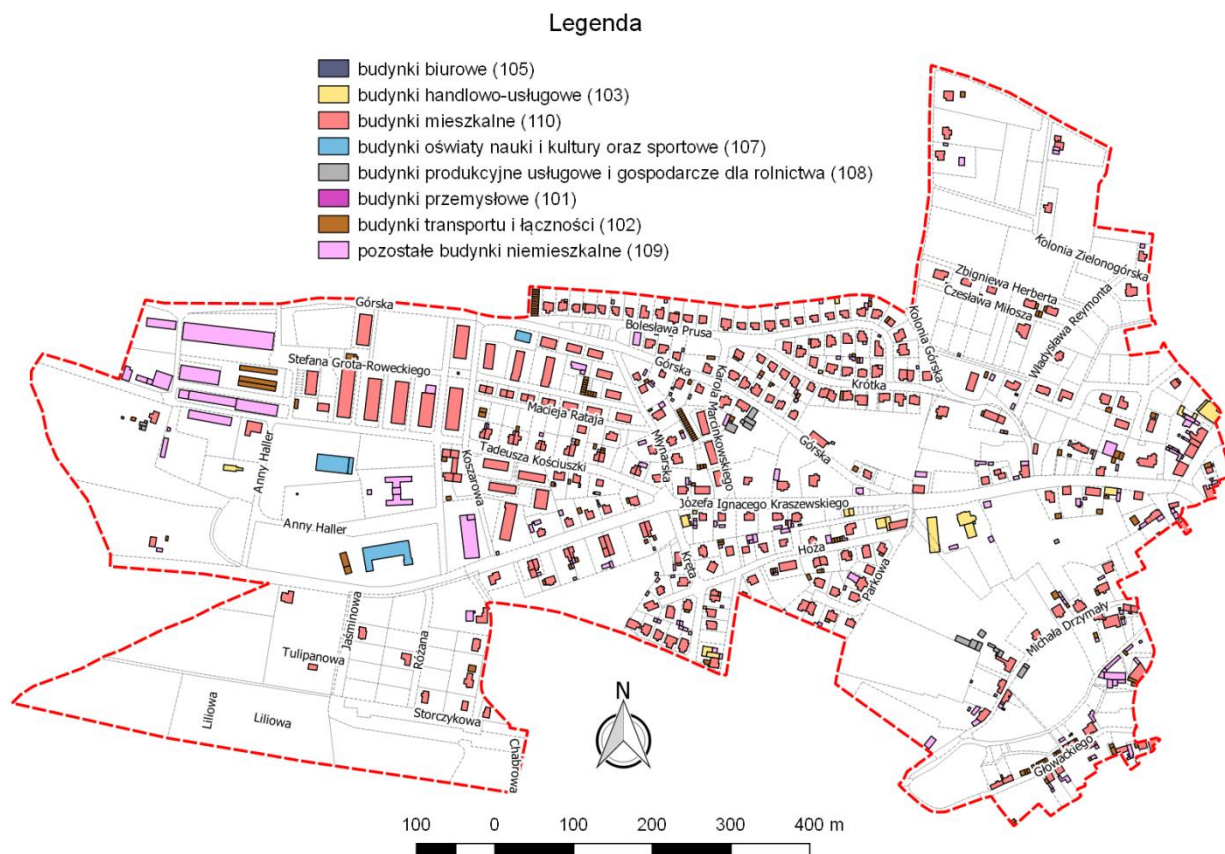 Legenda
budynki biurowe (105)
budynki handlowo-usługowe (103)
budynki mieszkalne (110)
budynki oświaty nauki i kultury oraz sportowe (107)
budynki produkcyjne usługowe i gospodarcze dla rolnictwa (108)
budynki przemysłowe (101)
budynki transportu i łączności (102)
pozostałe budynki niemieszkalne (109)
Kolonia Zielonogórska
Zbigniewa Herberta
Czesława Miłosza
Władysława Reymonta
Górska
Bolesława Prusa
Kolonia Górska
Stefana Grota-Roweckiego
Górska
Karola Marcinkowskiego
Krótka
Macieja Rataja
Młynarska
Górska
Anny Haller
Tadeusza Kościuszki
Koszarowa
Józefa Ignacego Kraszewskiego
Anny Haller
Hoża
Kręta
Parkowa
Jaśminowa
Michała Drzymały
Różana
Tulipanowa
Liliowa
Liliowa
Storczykowa
Chabrowa
N
Głowackiego
100 0 100 200 300 400 m